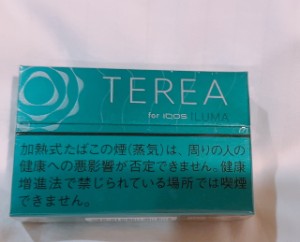 TEREA
for IQOS ILUMA
加熱式たばこの煙(蒸気)は、周りの人の
健康への悪影響が否定できません。健康
増進法で禁じられている場所では喫煙
できません。